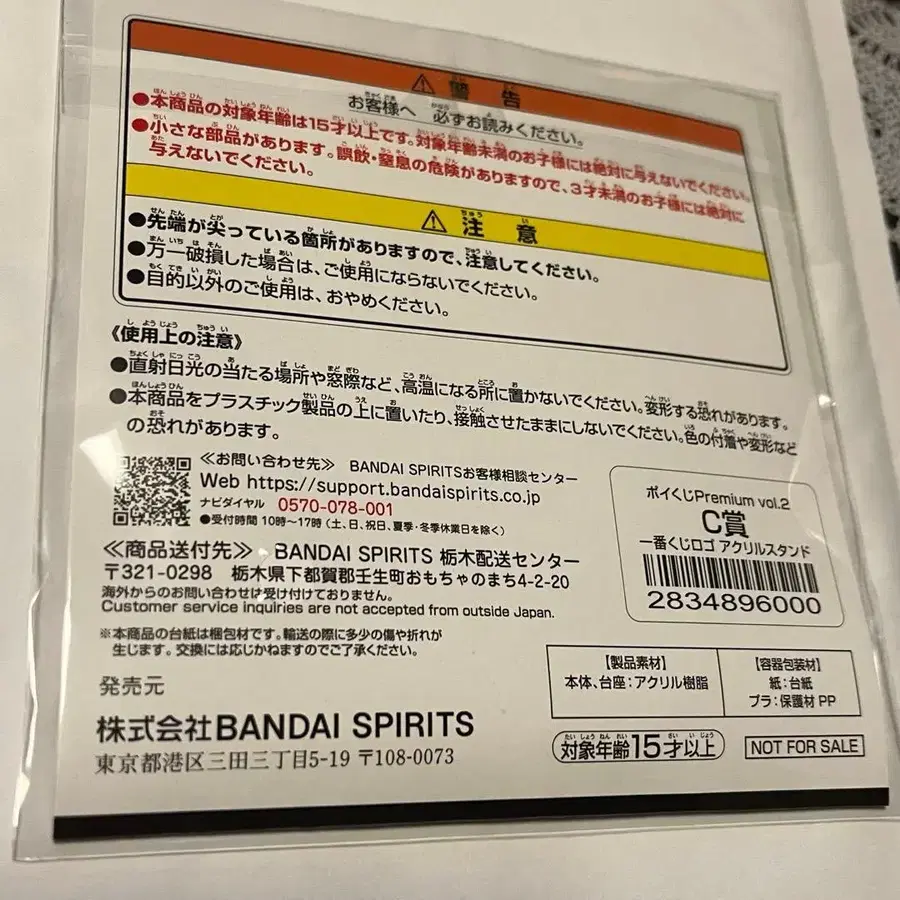 ⚠ 警告
お客様へ 必ずお読みください。
●本商品の対象年齢は15才以上です。対象年齢未満のお子様には絶対に与えないでください。
●小さな部品があります。誤飲・窒息の危険がありますので、3才未満のお子様には絶対に
与えないでください。
⚠ 注意
●先端が尖っている箇所がありますので、注意してください。
●万一破損した場合は、ご使用にならないでください。
●目的以外のご使用は、おやめください。
《使用上の注意》
●直射日光の当たる場所や窓際など、高温になる所に置かないでください。変形する恐れがあります。
●本商品をプラスチック製品の上に置いたり、接触させたままにしないでください。色の付着や変形など
の恐れがあります。
≪お問い合わせ先≫ BANDAI SPIRITSお客様相談センター
Web https://support.bandaispirits.co.jp
ナビダイヤル 0570-078-001
●受付時間 10時〜17時(土、日、祝日、夏季・冬季休業日を除く)
≪商品送付先≫ BANDAI SPIRITS 栃木配送センター
〒321-0298 栃木県下都賀郡壬生町おもちゃのまち4-2-20
海外からのお問い合わせは受け付けておりません。
Customer service inquiries are not accepted from outside Japan.
※本商品の台紙は梱包材です。輸送の際に多少の傷や折れが
生じます。交換には応じかねますのでご了承ください。
発売元
株式会社BANDAI SPIRITS
東京都港区三田三丁目5-19 〒108-0073
ポイくじPremium vol.2
C賞
一番くじロゴ アクリルスタンド
2834896000
【製品素材】
本体、台座:アクリル樹脂
【容器包装材】
紙:台紙
プラ:保護材 PP
対象年齢15才以上
NOT FOR SALE